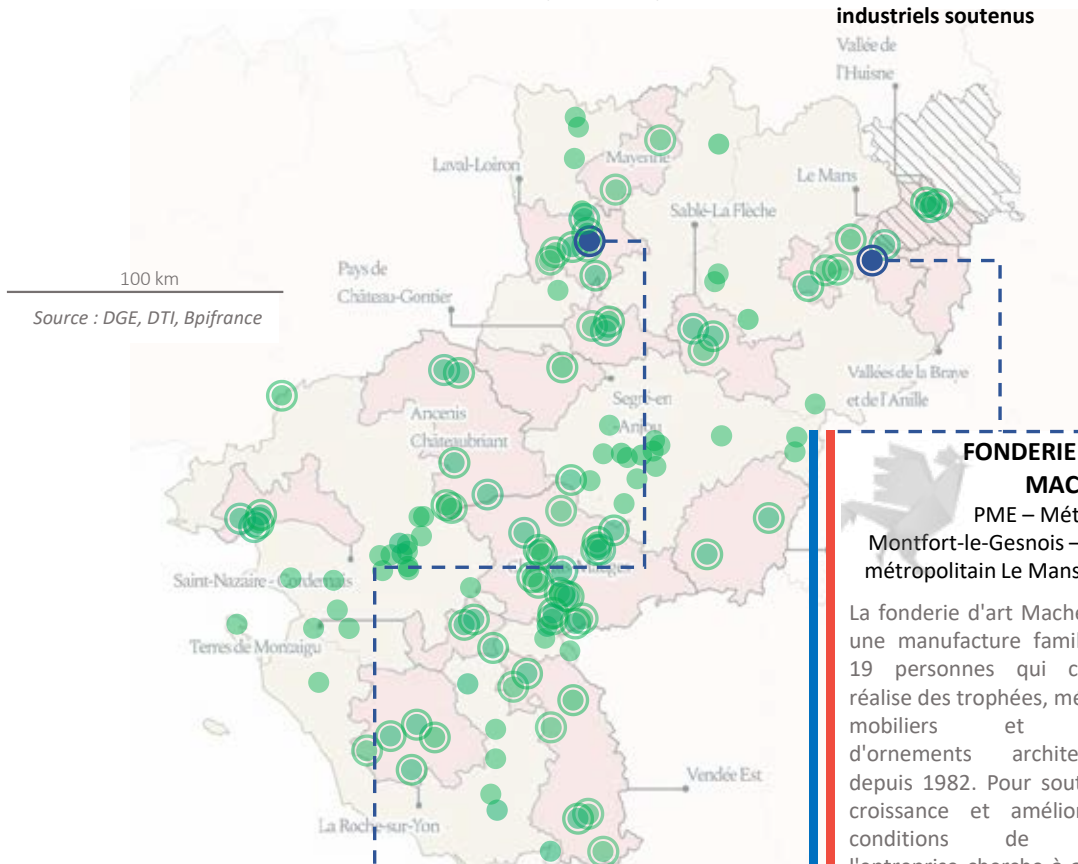 industriels soutenus
Vallée de
l'Huisne
Mayenne
Laval-Loiron
Le Mans
Sablé-La Flèche
Pays de
Château-Gontier
100 km
Source : DGE, DTI, Bpifrance
Vallées de la Braye
et de l'Anille
Segré-en
-Anjou
Ancenis
Châteaubriant
Saint-Nazaire - Cordemais
Terres de Montaigu
Vendée Est
La Roche-sur-Yon
FONDERIE
MAC
PME – Mét
Montfort-le-Gesnois –
métropolitain Le Mans
La fonderie d'art Mache
une manufacture famil
19 personnes qui c
réalise des trophées, mé
mobiliers et
d'ornements archite
depuis 1982. Pour sout
croissance et amélior
conditions de